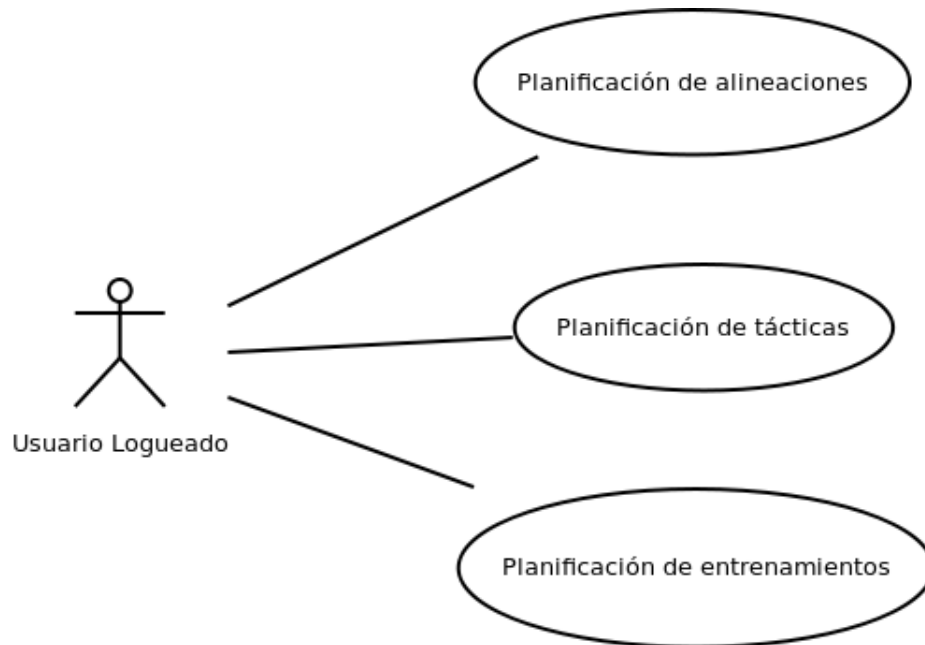 Planificación de alineaciones
Planificación de tácticas
Usuario Logueado
Planificación de entrenamientos